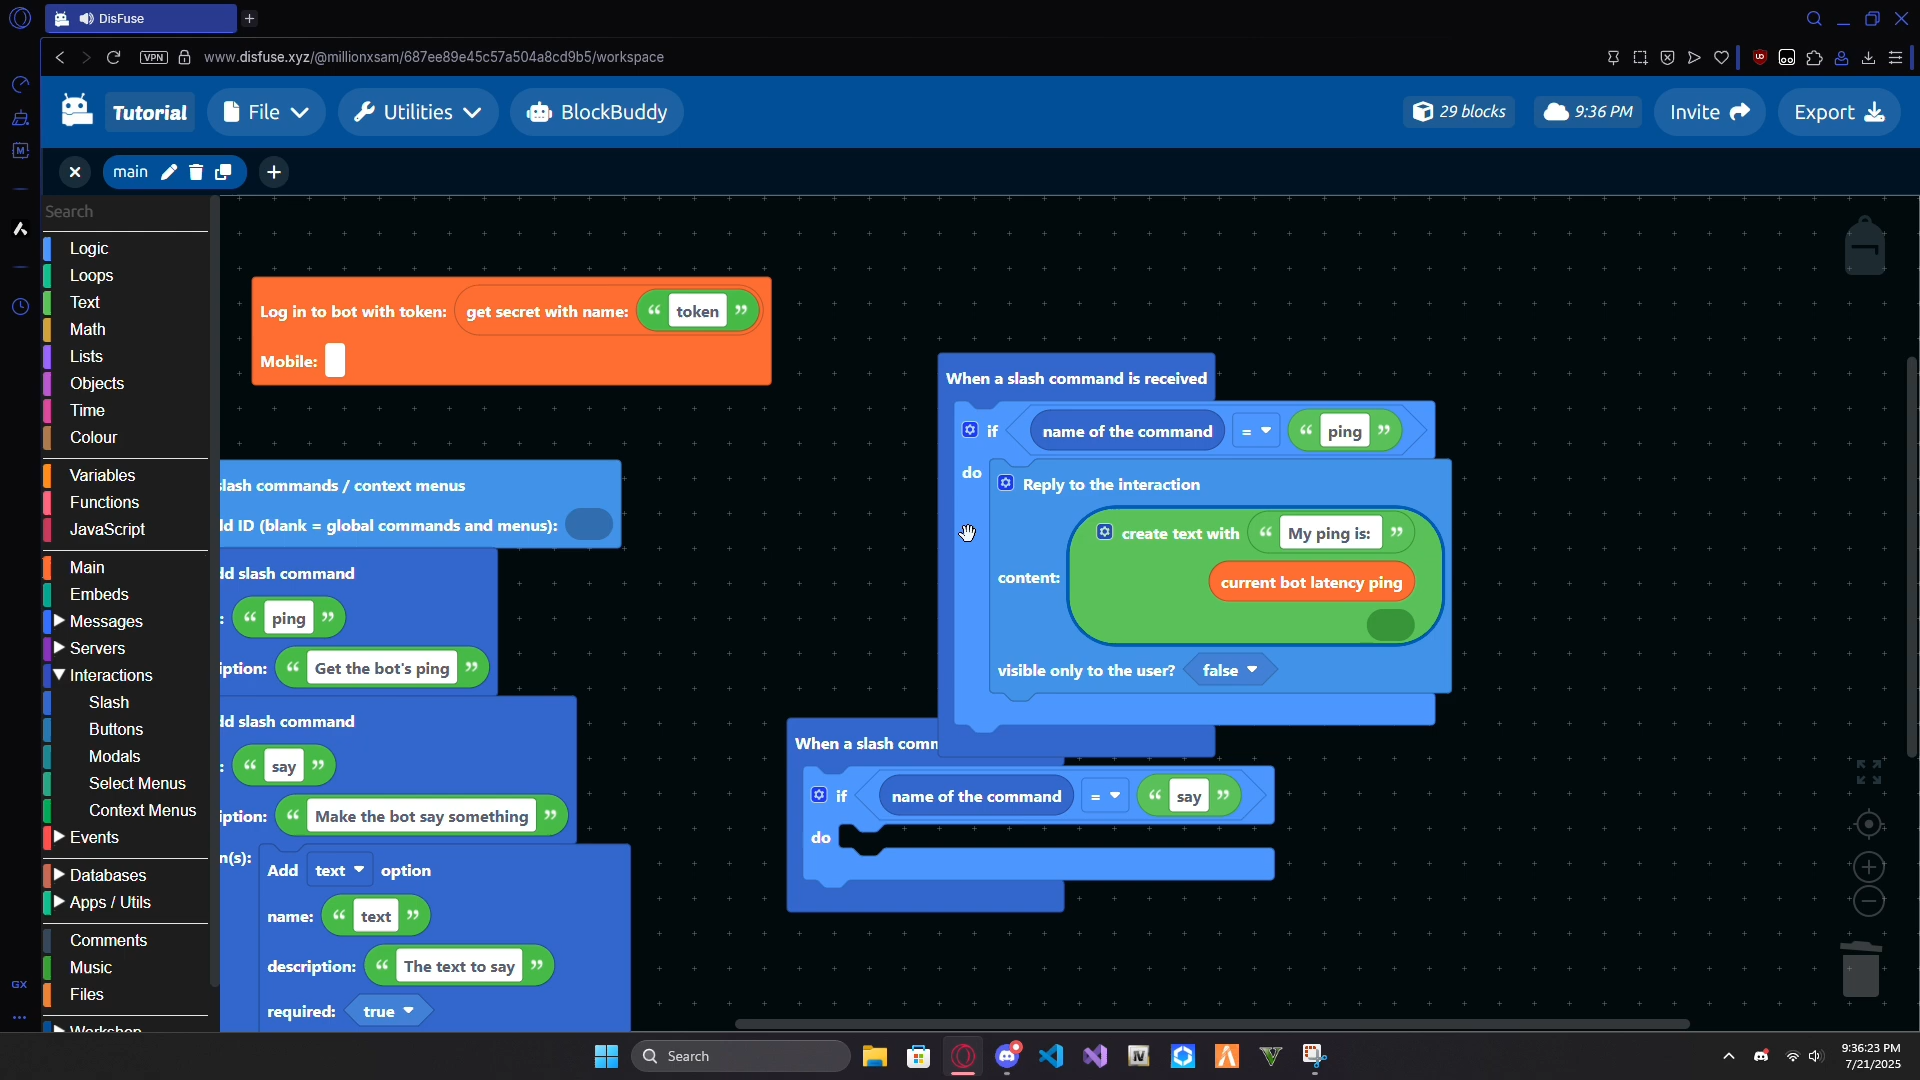 DisFuse
VPN
www.disfuse.xyz/@millionxsam/687ee89e45c57a504a8cd9b5/workspace
Tutorial
File
Utilities
BlockBuddy
29 blocks
9:36 PM
Invite
Export
main
Search
Logic
Loops
Text
Math
Lists
Objects
Time
Colour
Variables
Functions
JavaScript
Main
Embeds
Messages
Servers
Interactions
Slash
Buttons
Modals
Select Menus
Context Menus
Events
Databases
Apps / Utils
Comments
Music
Files
Workshop
GX
Log in to bot with token: get secret with name: “ token ”
Mobile:
lash commands / context menus
ld ID (blank = global commands and menus):
dd slash command
: “ ping ”
iption: “ Get the bot's ping ”
dd slash command
: “ say ”
iption: “ Make the bot say something ”
n(s): Add text option
name: “ text ”
description: “ The text to say ”
required: true
When a slash command is received
if name of the command = “ ping ”
do Reply to the interaction
create text with “ My ping is: ”
content: current bot latency ping
visible only to the user? false
When a slash comm
if name of the command = “ say ”
do
Search
9:36:23 PM
7/21/2025